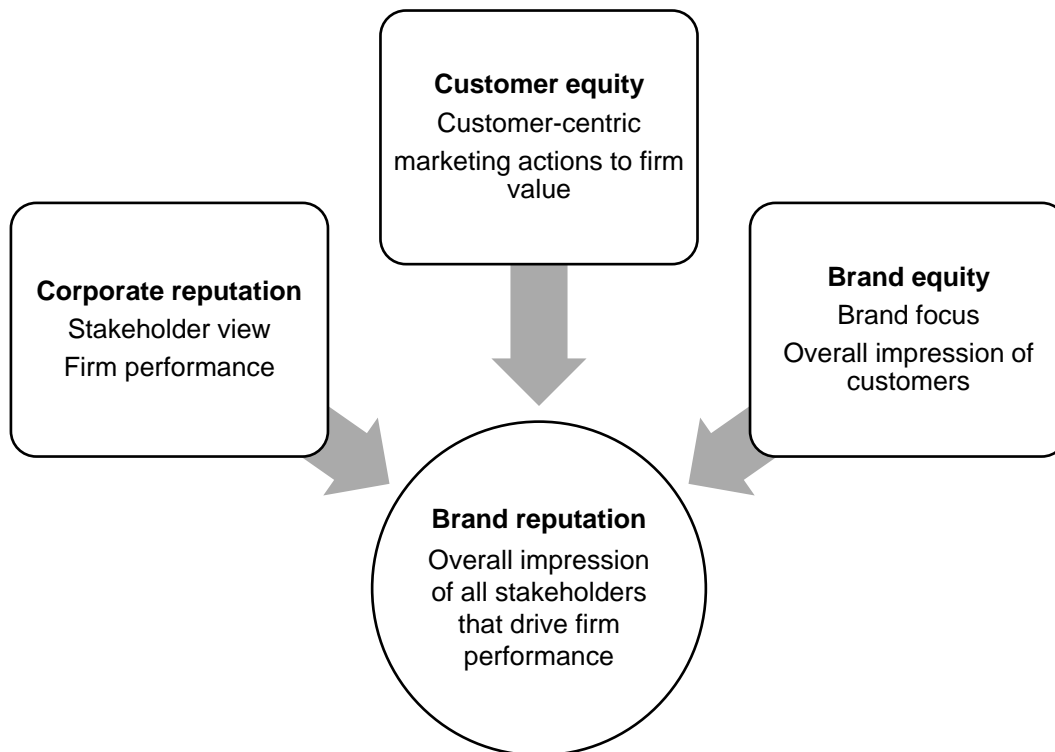 Customer equity
Customer-centric
marketing actions to firm
value
Corporate reputation
Stakeholder view
Firm performance
Brand equity
Brand focus
Overall impression of
customers
Brand reputation
Overall impression
of all stakeholders
that drive firm
performance